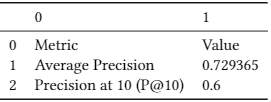 0 1
0 Metric Value
1 Average Precision 0.729365
2 Precision at 10 (P@10) 0.6